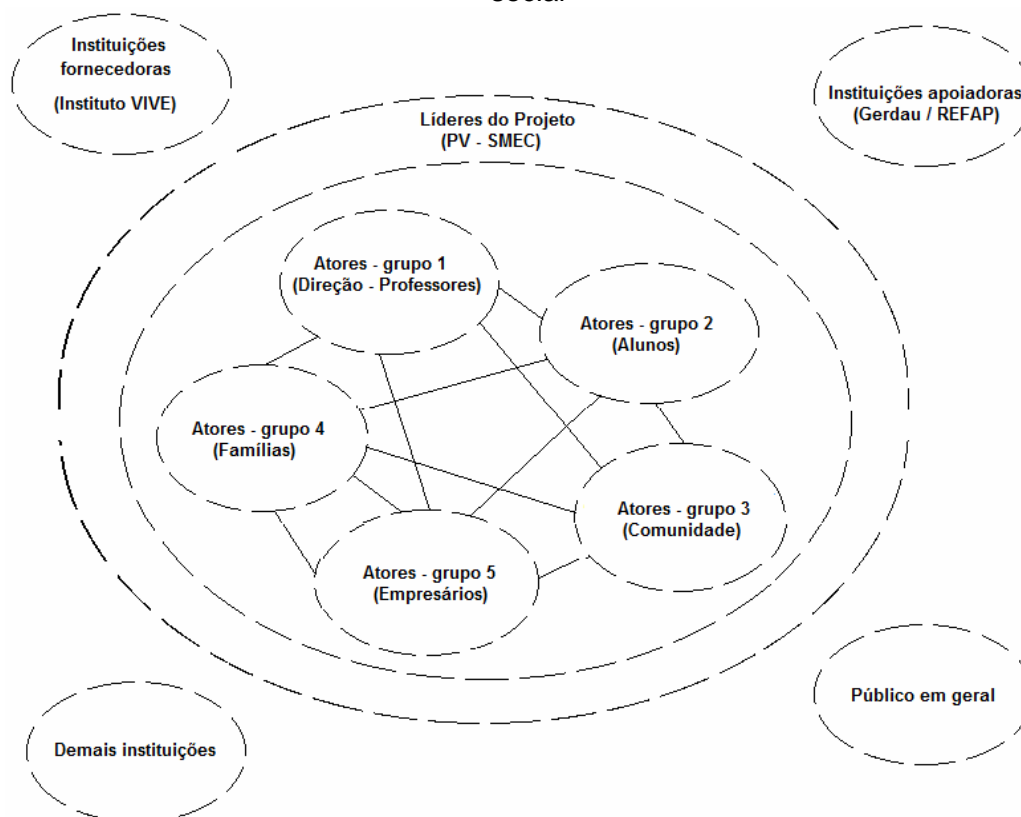 social
Instituições
fornecedoras
(Instituto VIVE)
Instituições apoiadoras
(Gerdau / REFAP)
Líderes do Projeto
(PV - SMEC)
Atores - grupo 1
(Direção - Professores)
Atores - grupo 2
(Alunos)
Atores - grupo 4
(Famílias)
Atores - grupo 3
(Comunidade)
Atores - grupo 5
(Empresários)
Público em geral
Demais instituições